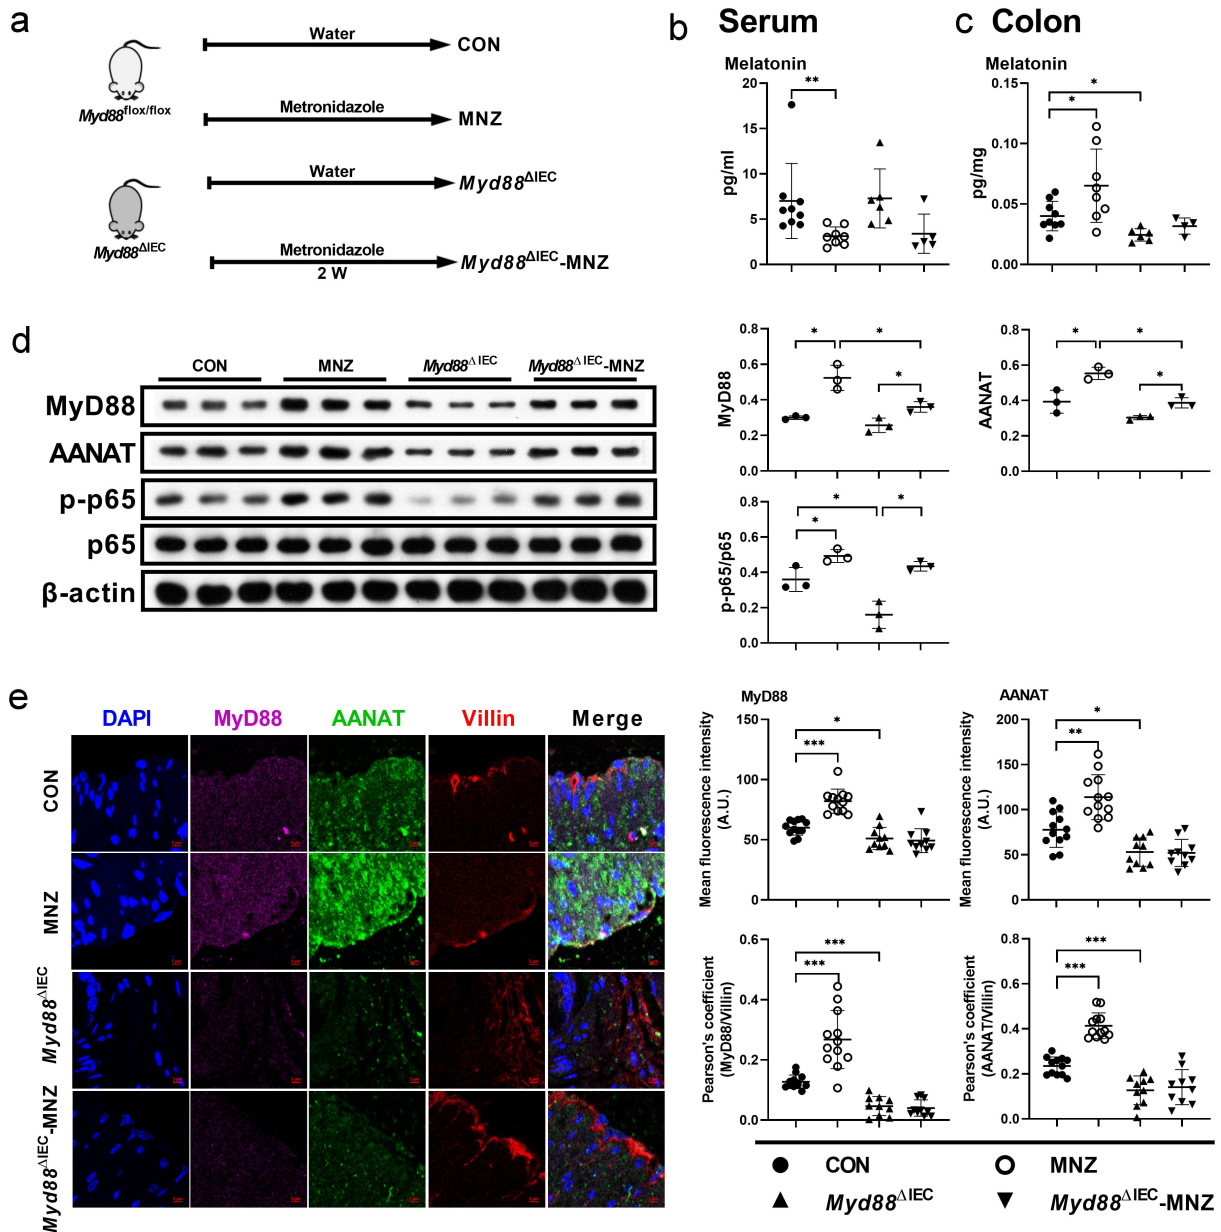 a
Water
CON
Myd88flox/flox
Metronidazole
MNZ
Water
Myd88ΔIEC
Myd88ΔIEC
Metronidazole
2 W
Myd88ΔIEC-MNZ
b Serum
Melatonin
**
20
15
10
5
0
pg/ml
c Colon
Melatonin
*
*
0.15
0.10
0.05
0.00
pg/mg
d
CON MNZ Myd88ΔIEC Myd88ΔIEC-MNZ
MyD88
AANAT
p-p65
p65
β-actin
MyD88
0.8
0.6
0.4
0.2
0.0
* *
*
AANAT
0.8
0.6
0.4
0.2
0.0
* *
*
p-p65/p65
0.8
0.6
0.4
0.2
0.0
* *
*
e
DAPI MyD88 AANAT Villin Merge
CON
MNZ
Myd88ΔIEC
Myd88ΔIEC-MNZ
MyD88
Mean fluorescence intensity
(A.U.)
150
100
50
0
*
***
AANAT
Mean fluorescence intensity
(A.U.)
200
150
100
50
0
*
**
Pearson's coefficient
(MyD88/Villin)
0.6
0.4
0.2
0.0
***
***
Pearson's coefficient
(AANAT/Villin)
0.8
0.6
0.4
0.2
0.0
***
***
CON MNZ
Myd88ΔIEC Myd88ΔIEC-MNZ